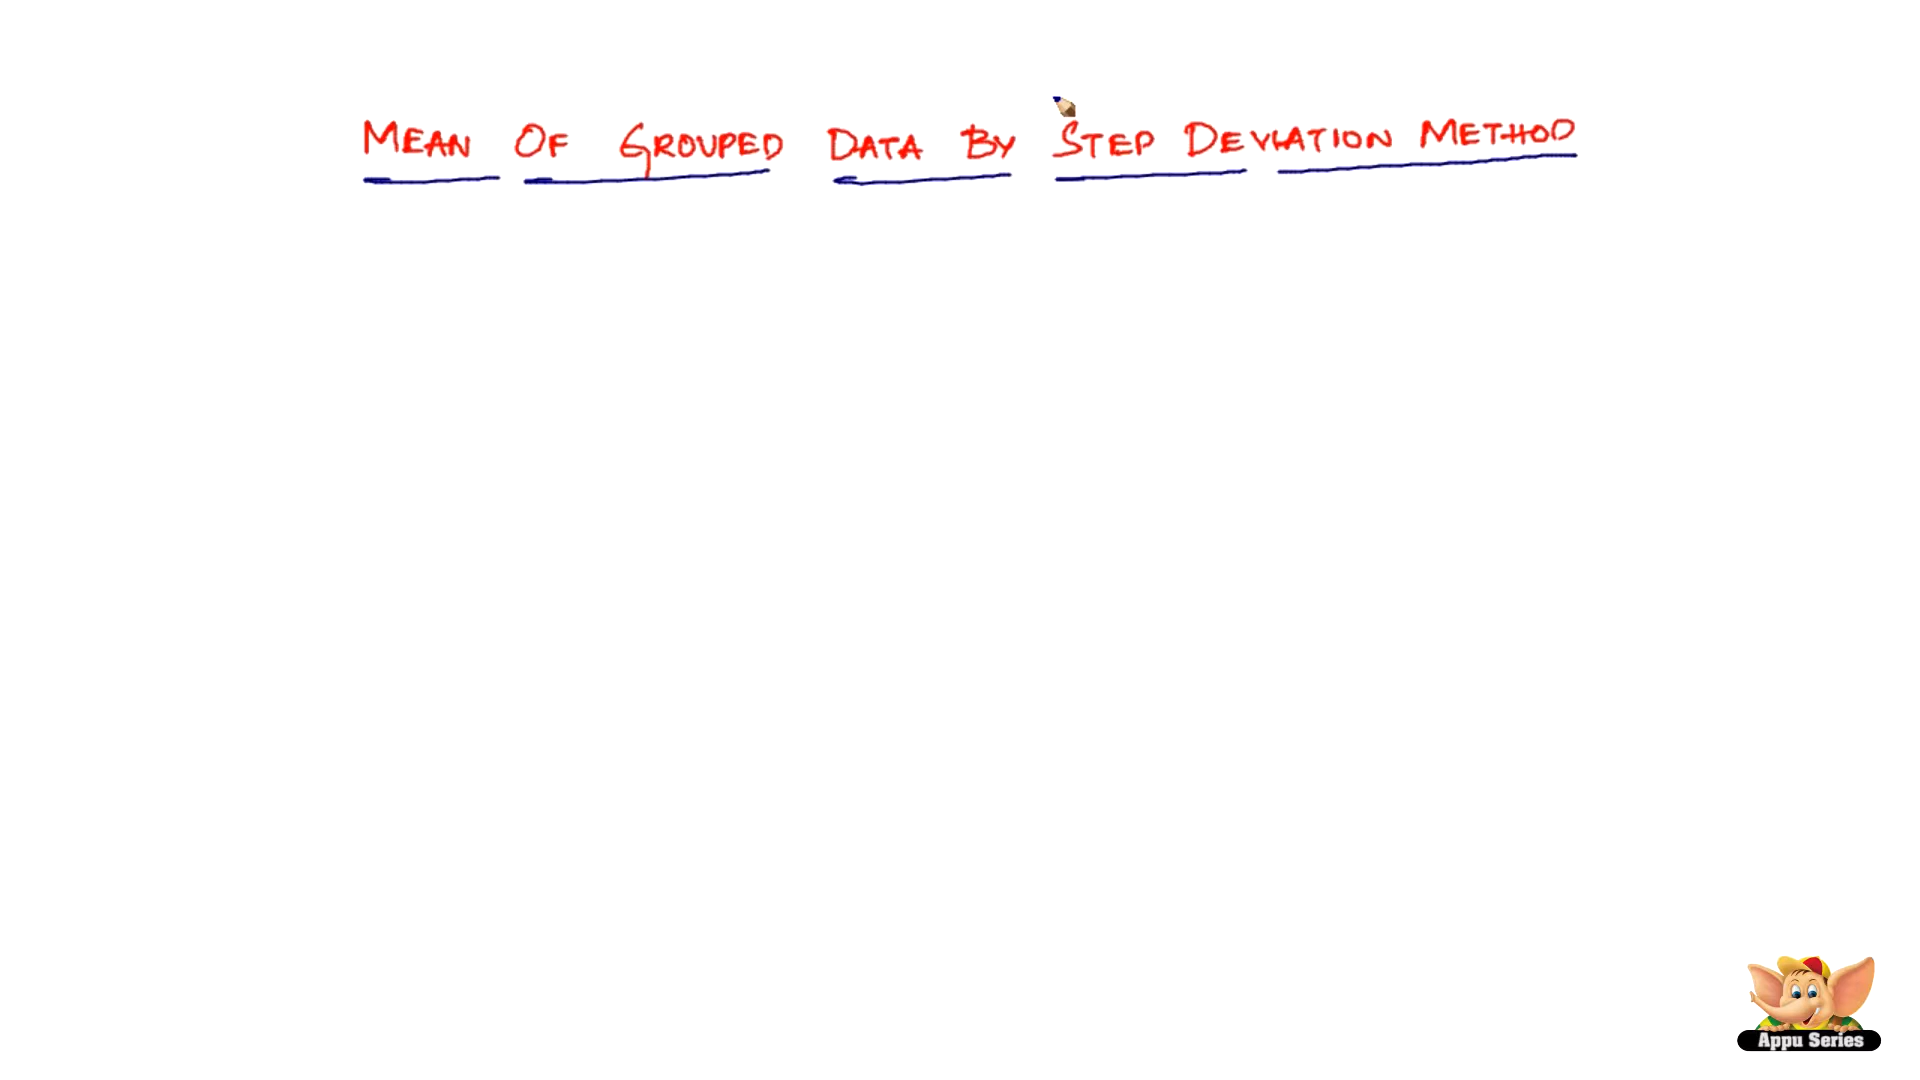 MEAN OF GROUPED DATA BY STEP DEVIATION METHOD
Appu Series